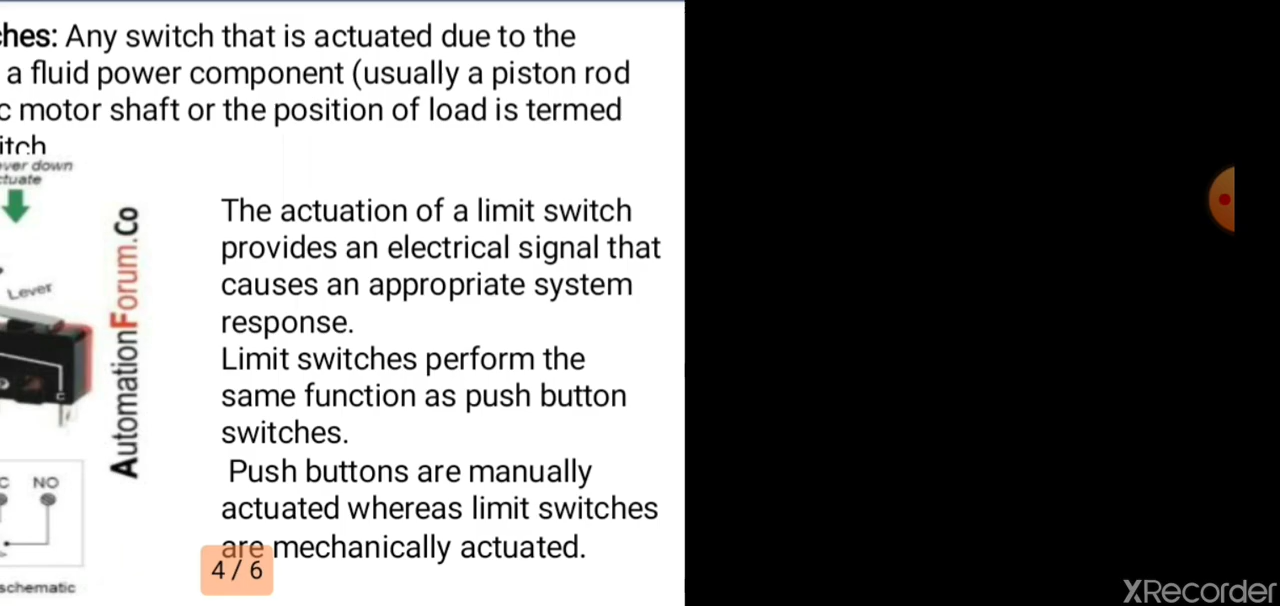 ches: Any switch that is actuated due to the
a fluid power component (usually a piston rod
c motor shaft or the position of load is termed
itch
ver down
ctuate
The actuation of a limit switch
provides an electrical signal that
causes an appropriate system
response.
Limit switches perform the
same function as push button
switches.
Push buttons are manually
actuated whereas limit switches
are mechanically actuated.
Lever
AutomationForum.Co
C
C NO
schematic
4 / 6
XRecorder